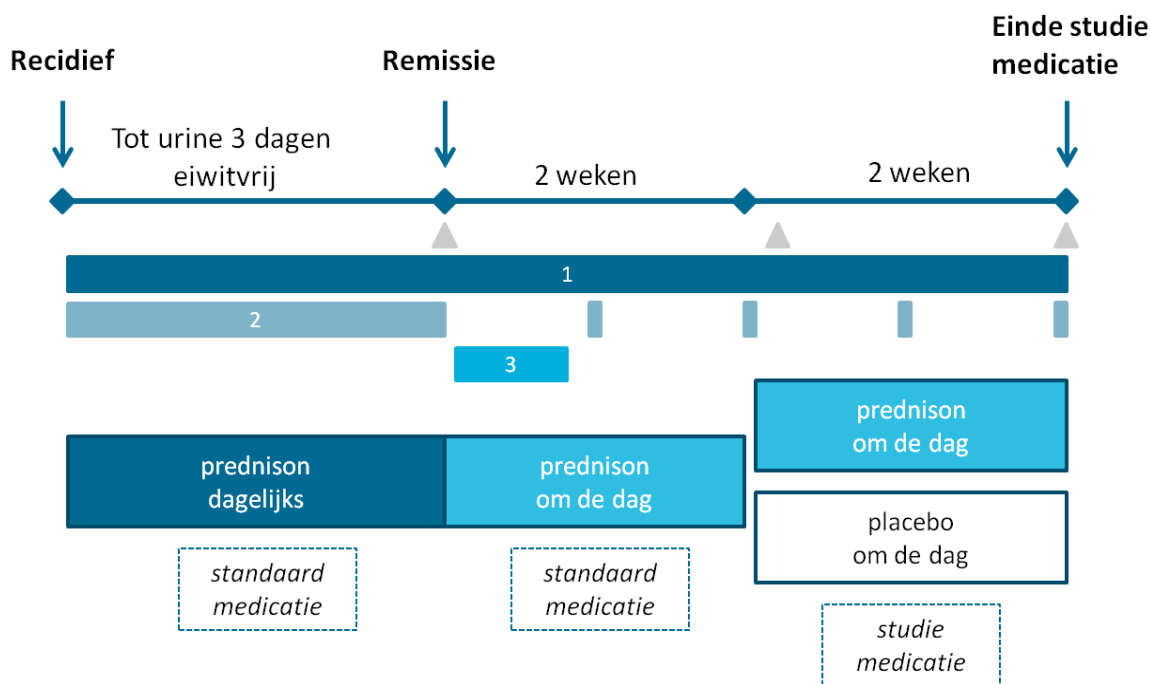 Recidief
Remissie
Einde studie
medicatie
Tot urine 3 dagen
eiwitvrij
2 weken
2 weken
1
2
3
prednison
dagelijks
prednison
om de dag
prednison
om de dag
placebo
om de dag
standaard
medicatie
standaard
medicatie
studie
medicatie